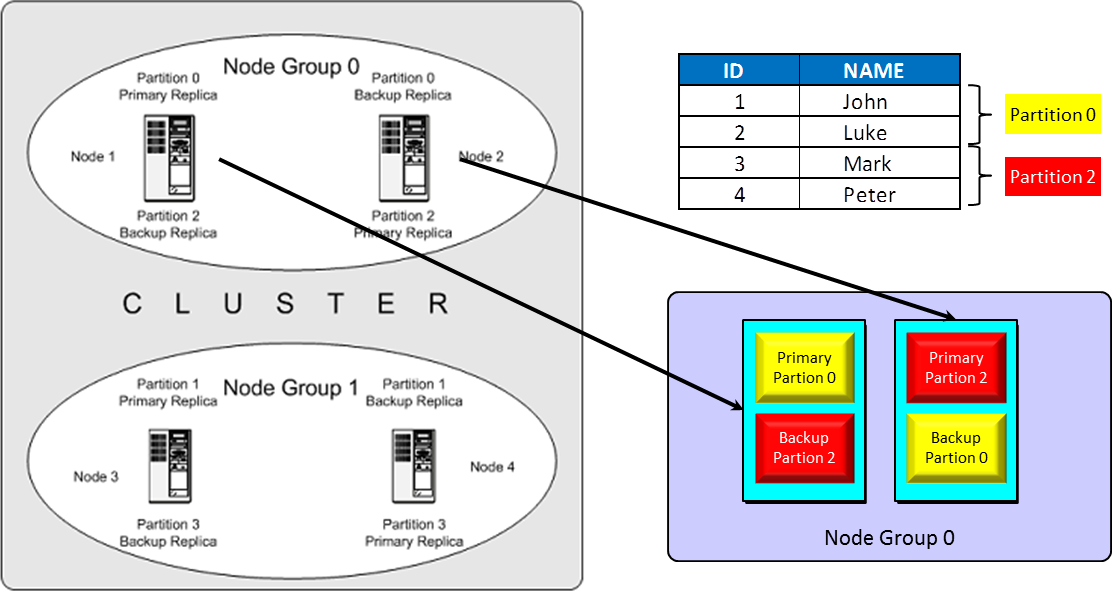 Node Group 0
Partition 0
Primary Replica
Partition 0
Backup Replica
Node 1
Node 2
Partition 2
Backup Replica
Partition 2
Primary Replica
C L U S T E R
Node Group 1
Partition 1
Primary Replica
Partition 1
Backup Replica
Node 3
Node 4
Partition 3
Backup Replica
Partition 3
Primary Replica
ID NAME
1 John
2 Luke
3 Mark
4 Peter
Partition 0
Partition 2
Primary
Partion 0
Backup
Partion 2
Primary
Partion 2
Backup
Partion 0
Node Group 0